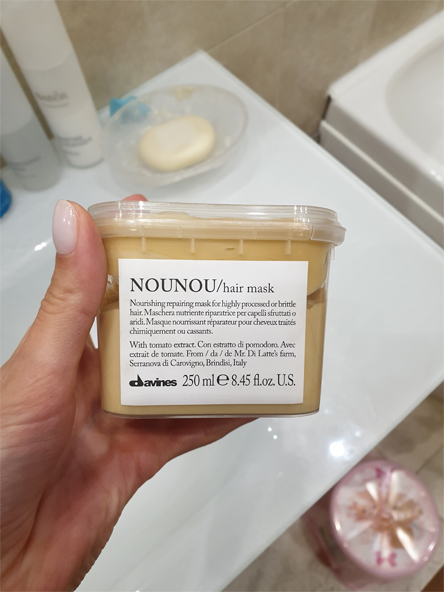 NOUNOU/hair mask
Nourishing repairing mask for highly processed or brittle
hair. Maschera nutriente riparatrice per capelli sfruttati o
aridi. Masque nourrissant réparateur pour cheveux traités
chimiquement ou cassants.
With tomato extract. Con estratto di pomodoro. Avec
extrait de tomate. From / da / de Mr. Di Latte's farm,
Serranova di Carovigno, Brindisi, Italy
davines 250 ml ℮ 8.45 fl.oz. U.S.